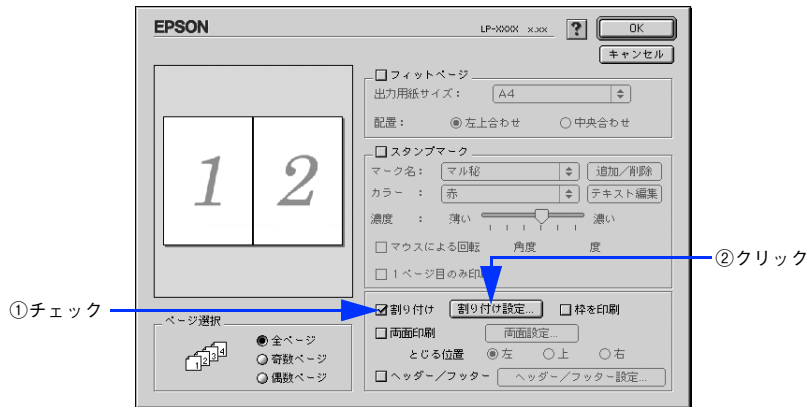 EPSON
LP-XXXX x.xx
?
OK
キャンセル
フィットページ
出力用紙サイズ： A4
配置： 左上合わせ 中央合わせ
1 2
スタンプマーク
マーク名： マル秘 追加／削除
カラー ： 赤 テキスト編集
濃度 ： 薄い 濃い
マウスによる回転 角度 度
1ページ目のみ印
②クリック
①チェック
割り付け 割り付け設定... 枠を印刷
両面印刷 両面設定...
とじる位置 左 上 右
ヘッダー／フッター ヘッダー／フッター設定...
ページ選択
1 2 3 4
全ページ
奇数ページ
偶数ページ